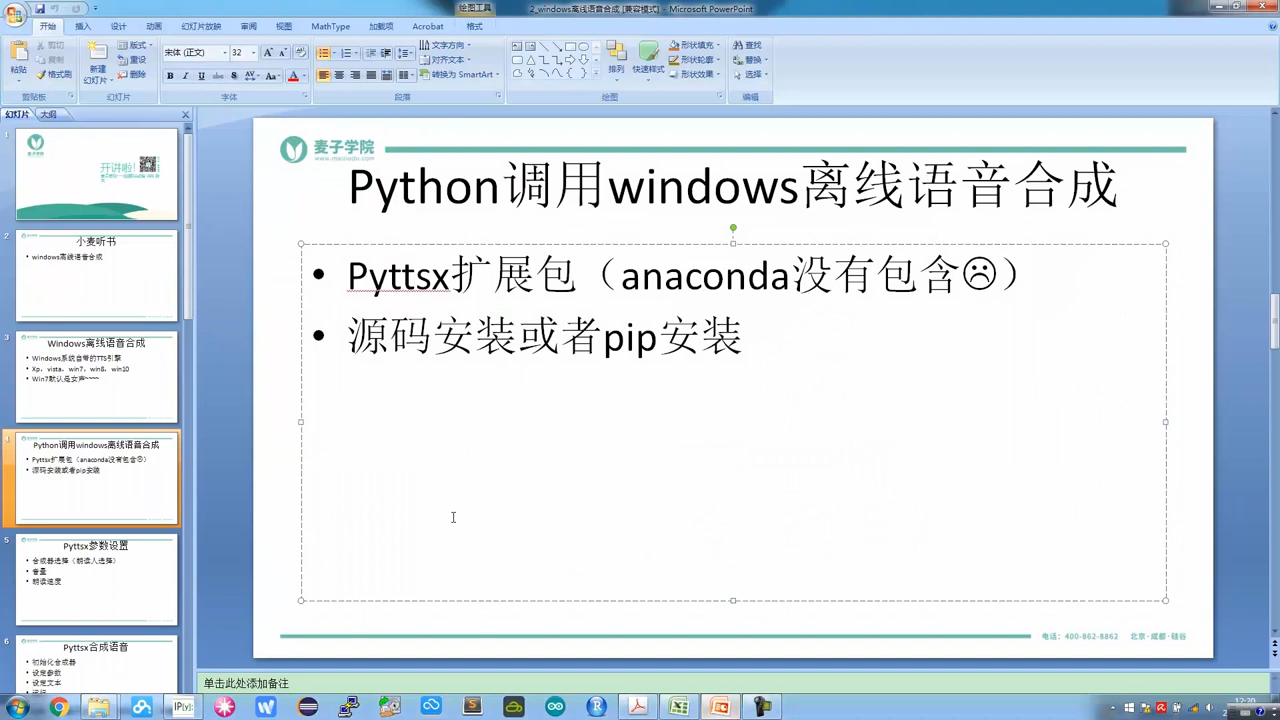 绘图工具
2_windows离线语音合成 [兼容模式] - Microsoft PowerPoint
开始 插入 设计 动画 幻灯片放映 审阅 视图 MathType 加载项 Acrobat 格式
粘贴 剪切 复制 格式刷 剪贴板
新建 幻灯片 版式 重设 删除 幻灯片
宋体 (正文) 32 字体
文字方向 对齐文本 转换为 SmartArt 段落
排列 快速样式 形状填充 形状轮廓 形状效果 绘图
查找 替换 选择 编辑
幻灯片 大纲
1
开讲啦!
2
小麦听书
• windows离线语音合成
3
Windows离线语音合成
• Windows系统自带的TTS引擎
• Xp,vista,win7,win8,win10
• Win7默认是女声~~~~
4
Python调用windows离线语音合成
• Pyttsx扩展包(anaconda没有包含☹)
• 源码安装或者pip安装
5
Pyttsx参数设置
• 合成器选择(朗读人选择)
• 音量
• 朗读速度
6
Pyttsx合成语音
• 初始化合成器
• 设定参数
• 设定文本
麦子学院
www.maiziedu.com
Python调用windows离线语音合成
• Pyttsx扩展包(anaconda没有包含☹)
• 源码安装或者pip安装
电话:400-862-8862 北京·成都·硅谷
单击此处添加备注
IP[y]:
12:20